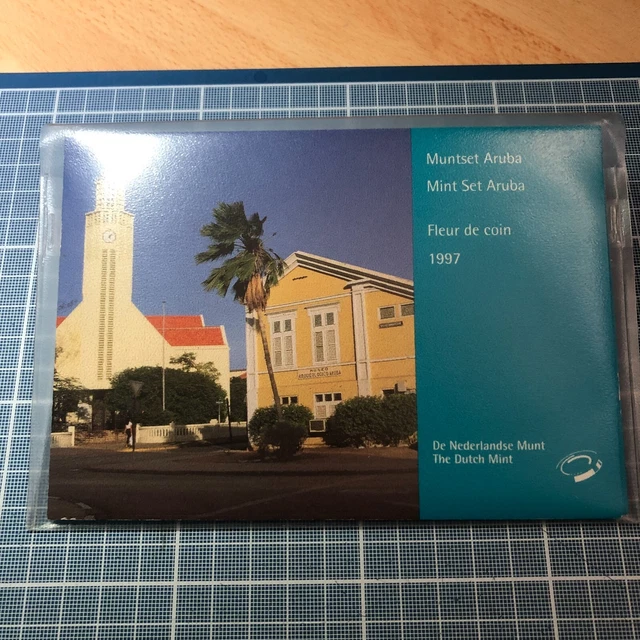 Muntset Aruba
Mint Set Aruba
Fleur de coin
1997
De Nederlandse Munt
The Dutch Mint